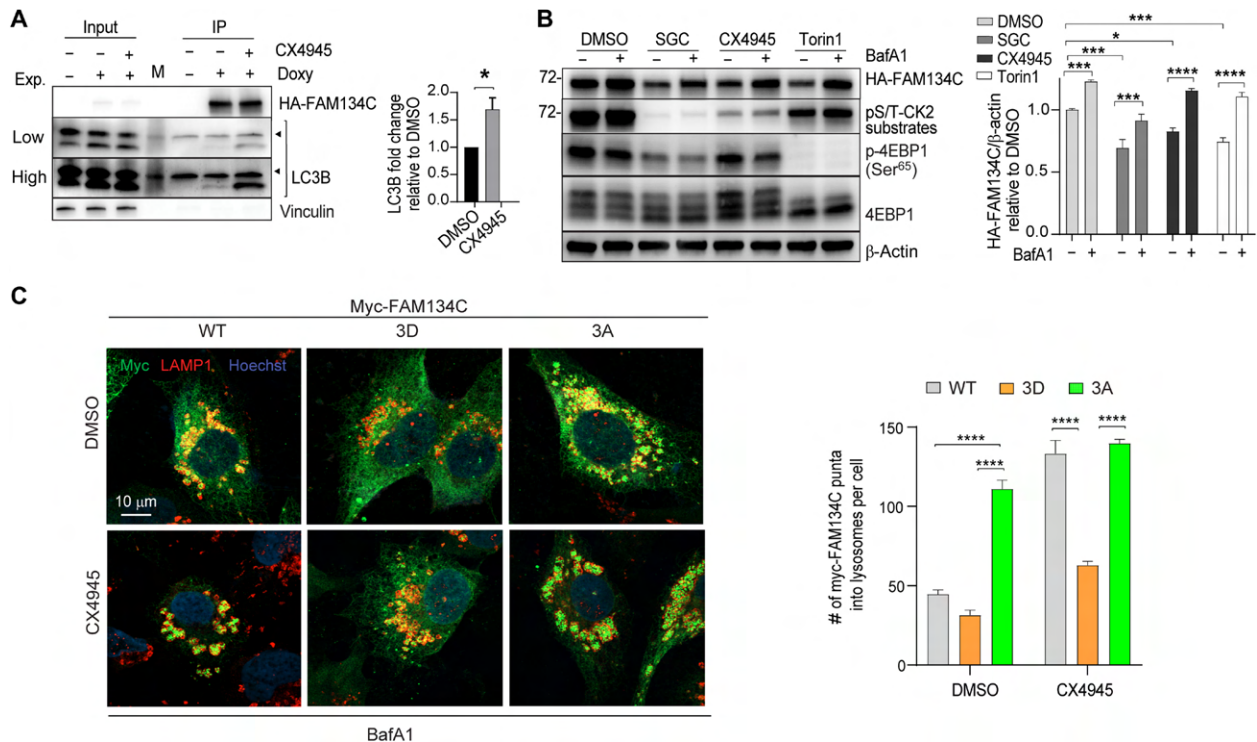 A
Input IP
– – + – – + CX4945
Exp. – + + M – + + Doxy
HA-FAM134C
Low
High
LC3B
Vinculin
*
LC3B fold change
relative to DMSO
2.0
1.5
1.0
0.5
0.0
DMSO
CX4945
B
DMSO SGC CX4945 Torin1
– + – + – + – + BafA1
72- HA-FAM134C
72- pS/T-CK2
substrates
p-4EBP1
(Ser65)
4EBP1
β-Actin
DMSO
SGC
CX4945
Torin1
***
*
***
***
***
****
****
HA-FAM134C/β-actin
relative to DMSO
1.0
0.5
0.0
BafA1 – + – + – + – +
C
Myc-FAM134C
WT 3D 3A
Myc LAMP1 Hoechst
DMSO
10 μm
CX4945
BafA1
WT 3D 3A
****
****
****
****
# of myc-FAM134C punta
into lysosomes per cell
150
100
50
0
DMSO CX4945